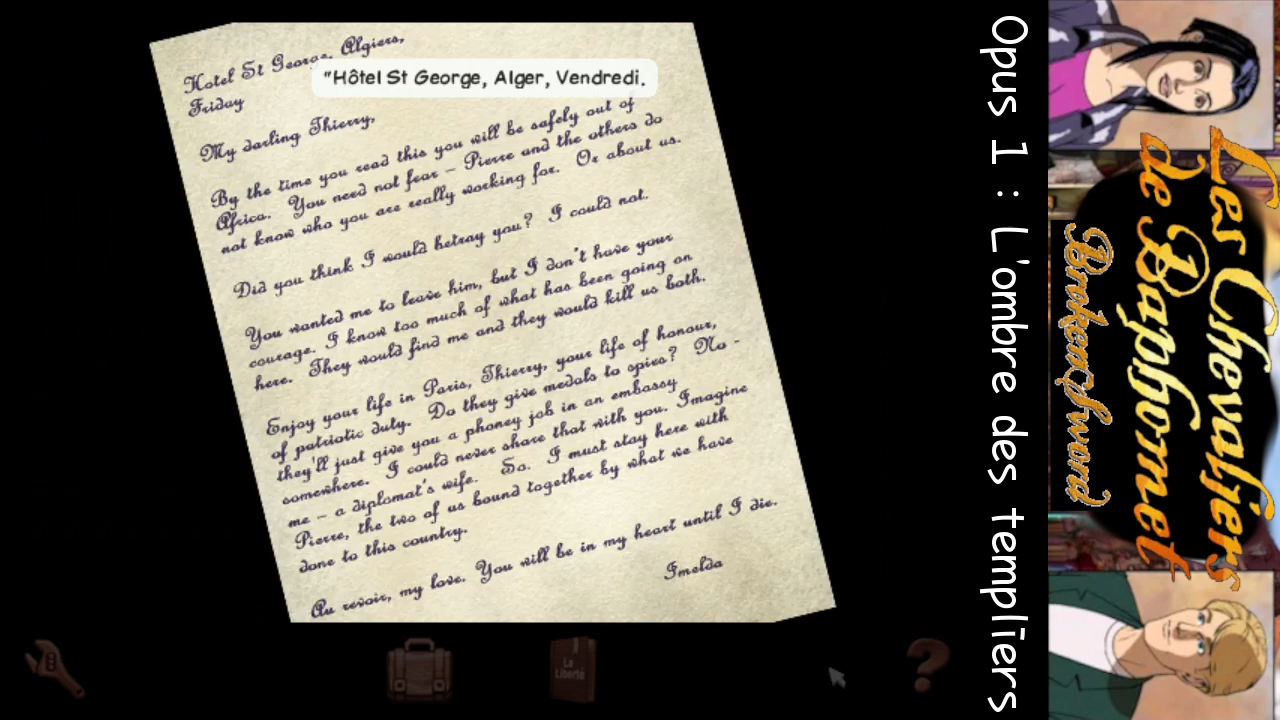 Hotel St George, Algiers,
"Hôtel St George, Alger, Vendredi.
Friday
My darling Thierry,
By the time you read this you will be safely out of
Africa. You need not fear – Pierre and the others do
not know who you are really working for. Or about us.
Did you think I would betray you? I could not.
You wanted me to leave him, but I don't have your
courage. I know too much of what has been going on
here. They would find me and they would kill us both.
Enjoy your life in Paris, Thierry, your life of honour,
of patriotic duty. Do they give medals to spies? No -
they'll just give you a phoney job in an embassy
somewhere. I could never share that with you. Imagine
me – a diplomat's wife. So. I must stay here with
Pierre, the two of us bound together by what we have
done to this country.
Au revoir, my love. You will be in my heart until I die.
Imelda
La
Liberté
Les Chevaliers
de Baphomet
Broken Sword
Opus 1 : L'ombre des templiers